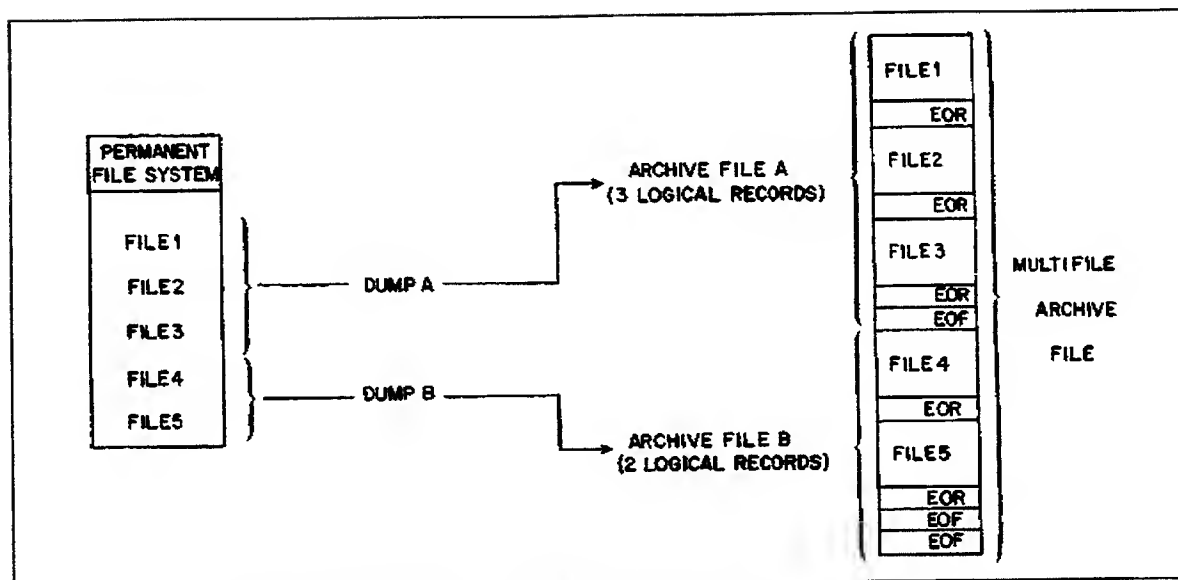 PERMANENT
FILE SYSTEM
FILE1
FILE2
FILE3
FILE4
FILE5
DUMP A
DUMP B
ARCHIVE FILE A
(3 LOGICAL RECORDS)
ARCHIVE FILE B
(2 LOGICAL RECORDS)
FILE1
EOR
FILE2
EOR
FILE3
EOR
EOF
FILE4
EOR
FILE5
EOR
EOF
EOF
MULTIFILE
ARCHIVE
FILE